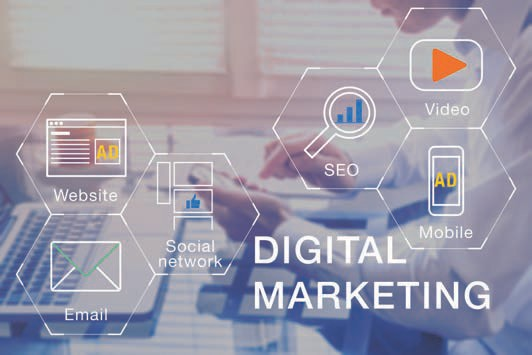 Video
AD
Website
SEO
AD
Mobile
Social
network
Email
DIGITAL
MARKETING